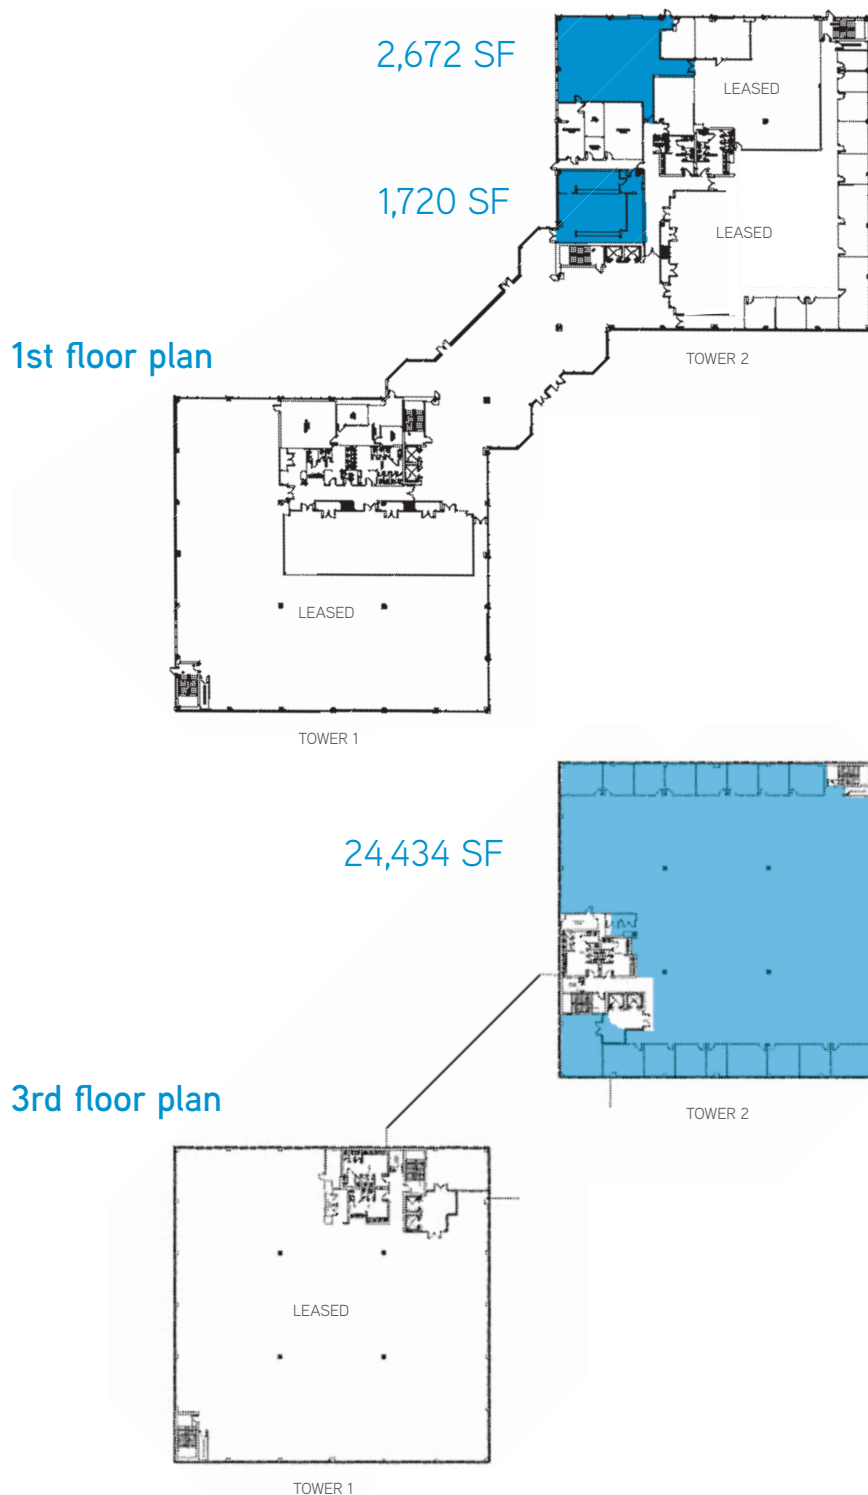 2,672 SF
LEASED
1,720 SF
LEASED
1st floor plan
TOWER 2
LEASED
TOWER 1
24,434 SF
3rd floor plan
TOWER 2
LEASED
TOWER 1